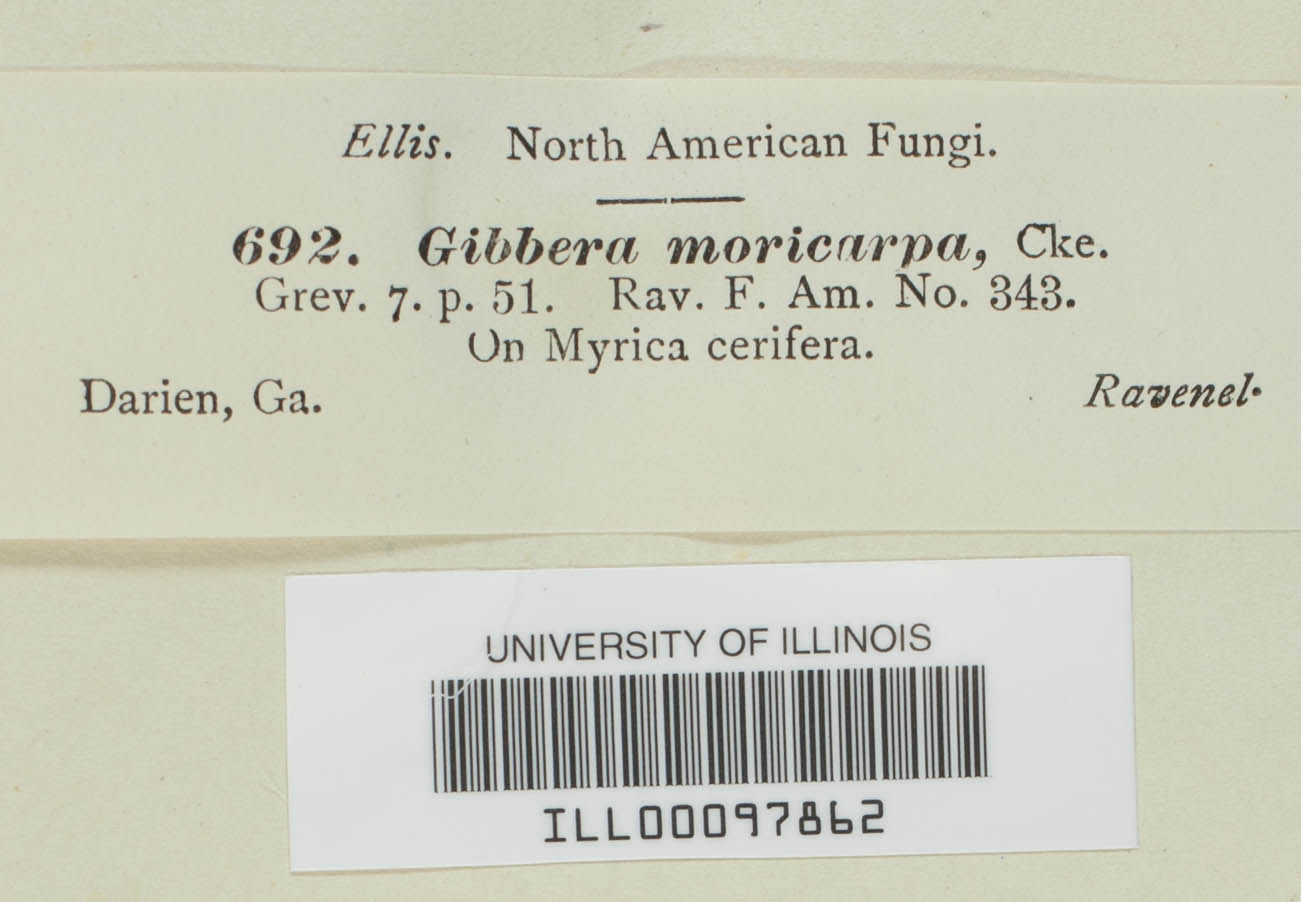 Ellis. North American Fungi.
692. Gibbera moricarpa, Cke.
Grev. 7. p. 51. Rav. F. Am. No. 343.
On Myrica cerifera.
Darien, Ga. Ravenel.
UNIVERSITY OF ILLINOIS
ILL00097862